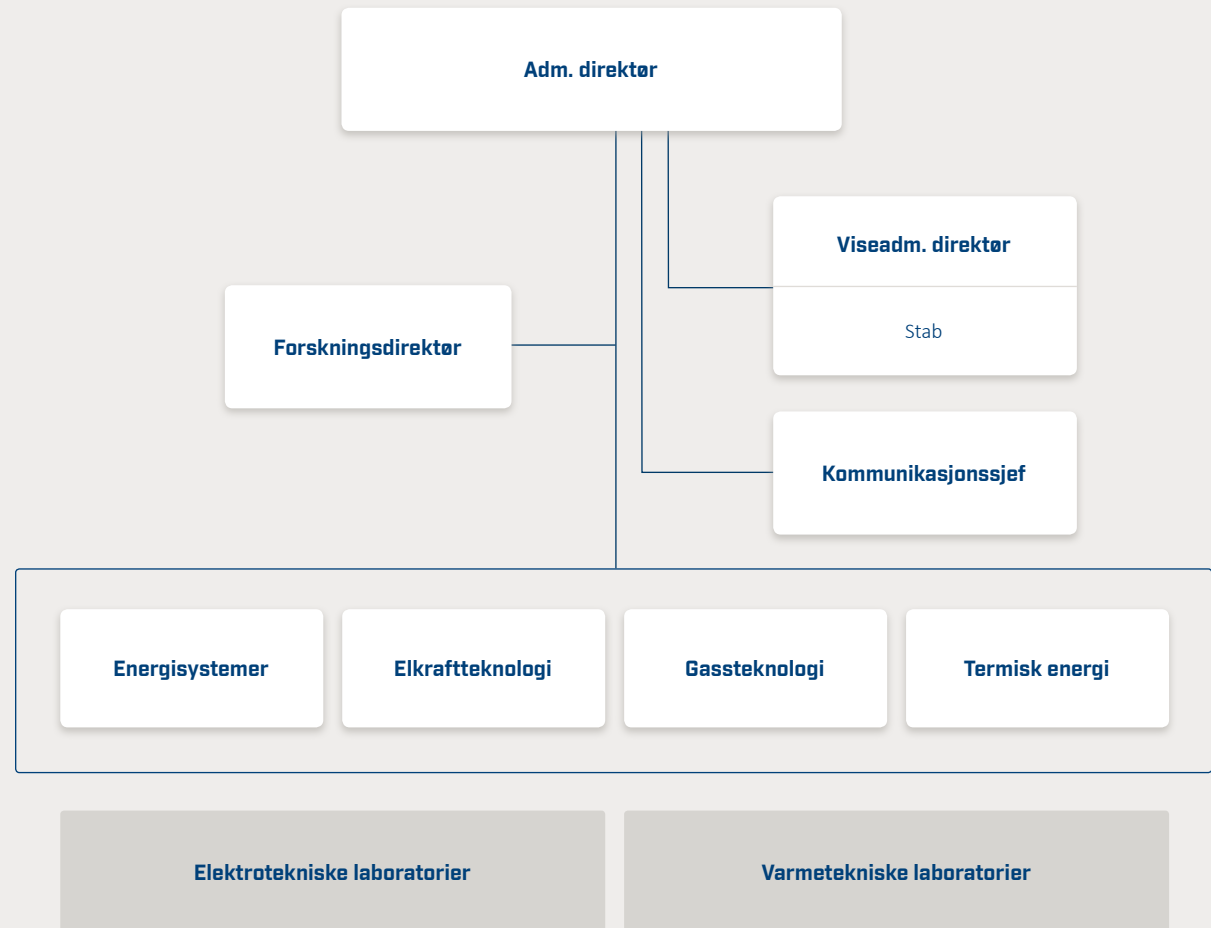 Adm. direktør
Viseadm. direktør
Stab
Forskningsdirektør
Kommunikasjonssjef
Energisystemer
Elkraftteknologi
Gassteknologi
Termisk energi
Elektrotekniske laboratorier
Varmetekniske laboratorier